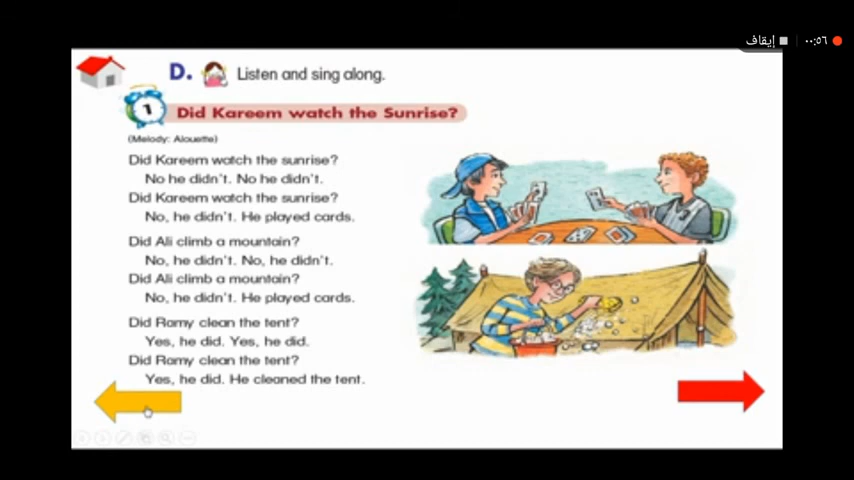 إيقاف
٠٠:٥٦
D. Listen and sing along.
1 Did Kareem watch the Sunrise?
(Melody: Alouette)
Did Kareem watch the sunrise?
No he didn't. No he didn't.
Did Kareem watch the sunrise?
No, he didn't. He played cards.
Did Ali climb a mountain?
No, he didn't. No, he didn't.
Did Ali climb a mountain?
No, he didn't. He played cards.
Did Ramy clean the tent?
Yes, he did. Yes, he did.
Did Ramy clean the tent?
Yes, he did. He cleaned the tent.